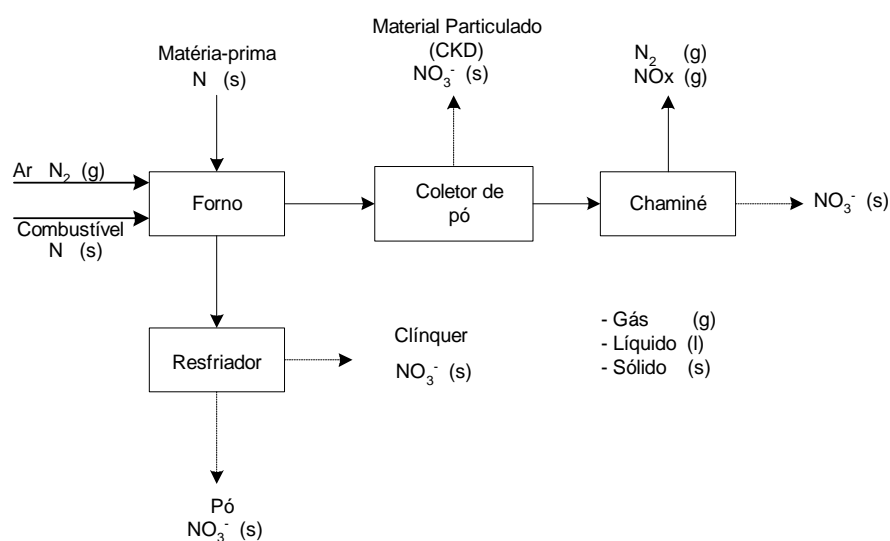 Material Particulado
(CKD)
NO₃⁻ (s)
N₂ (g)
NOx (g)
Matéria-prima
N (s)
Ar N₂ (g)
Forno
Coletor de
pó
Chaminé
NO₃⁻ (s)
Combustível
N (s)
Resfriador
Clínquer
NO₃⁻ (s)
- Gás (g)
- Líquido (l)
- Sólido (s)
Pó
NO₃⁻ (s)